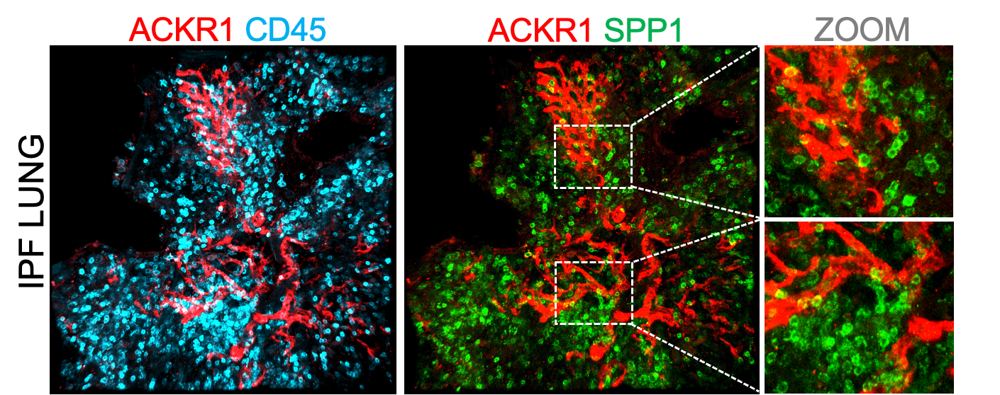 ACKR1 CD45
ACKR1 SPP1
ZOOM
IPF LUNG